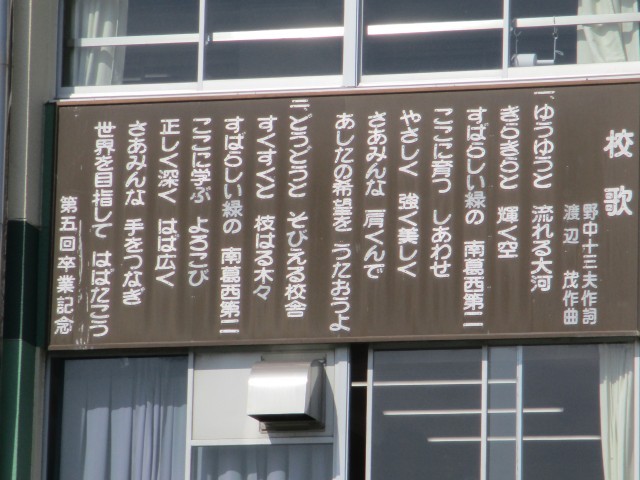 校歌
野中十三夫作詞
渡辺 茂作曲
一、ゆうゆうと 流れる大河
きらきらと 輝く空
すばらしい緑の 南葛西第二
ここに育つ しあわせ
やさしく 強く美しく
さあみんな 肩くんで
あしたの希望を うたおうよ
二、どうどうと そびえる校舎
すくすくと 枝はる木々
すばらしい緑の 南葛西第二
ここに学ぶ よろこび
正しく深く はば広く
さあみんな 手をつなぎ
世界を目指して はばたこう
第五回卒業記念